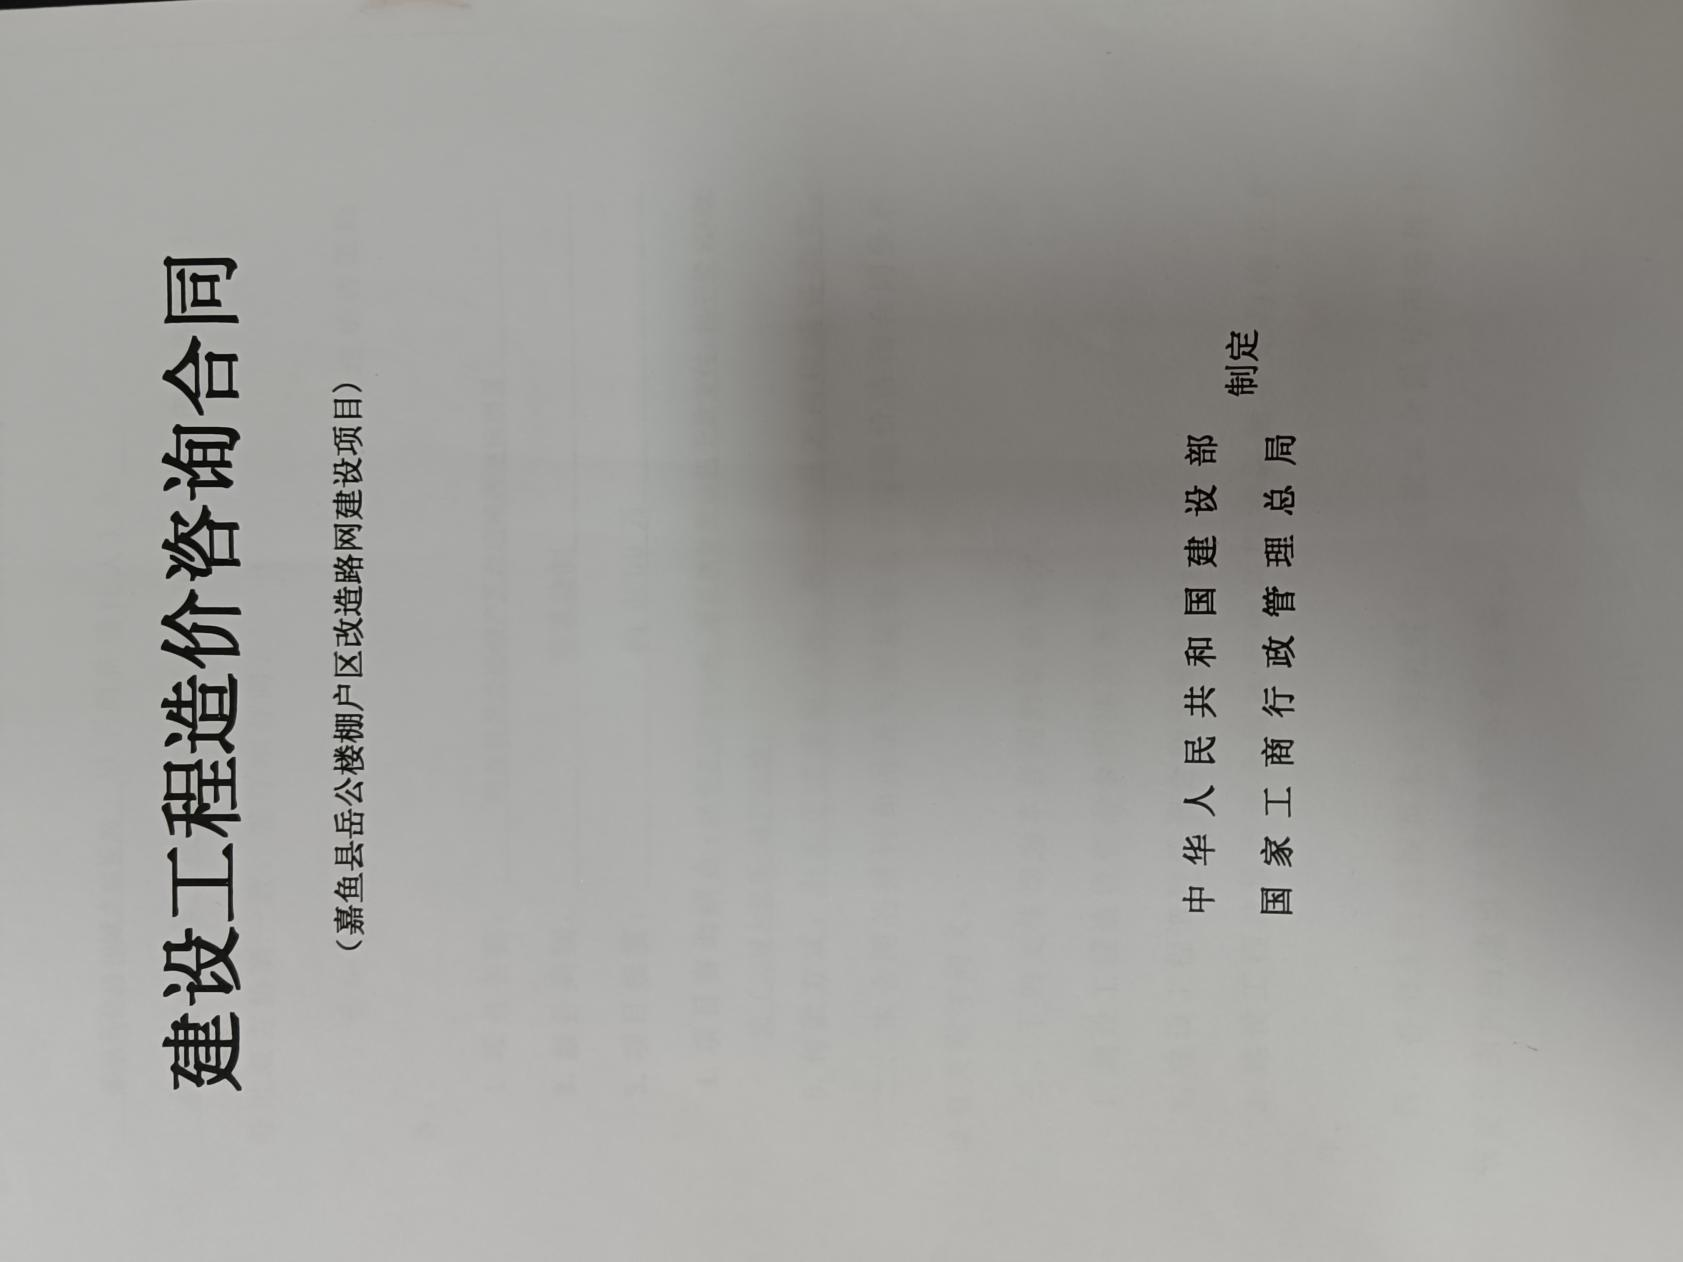 建设工程造价咨询合同
（嘉鱼县岳公楼棚户区改造路网建设项目）
中华人民共和国建设部
制定
国家工商行政管理总局